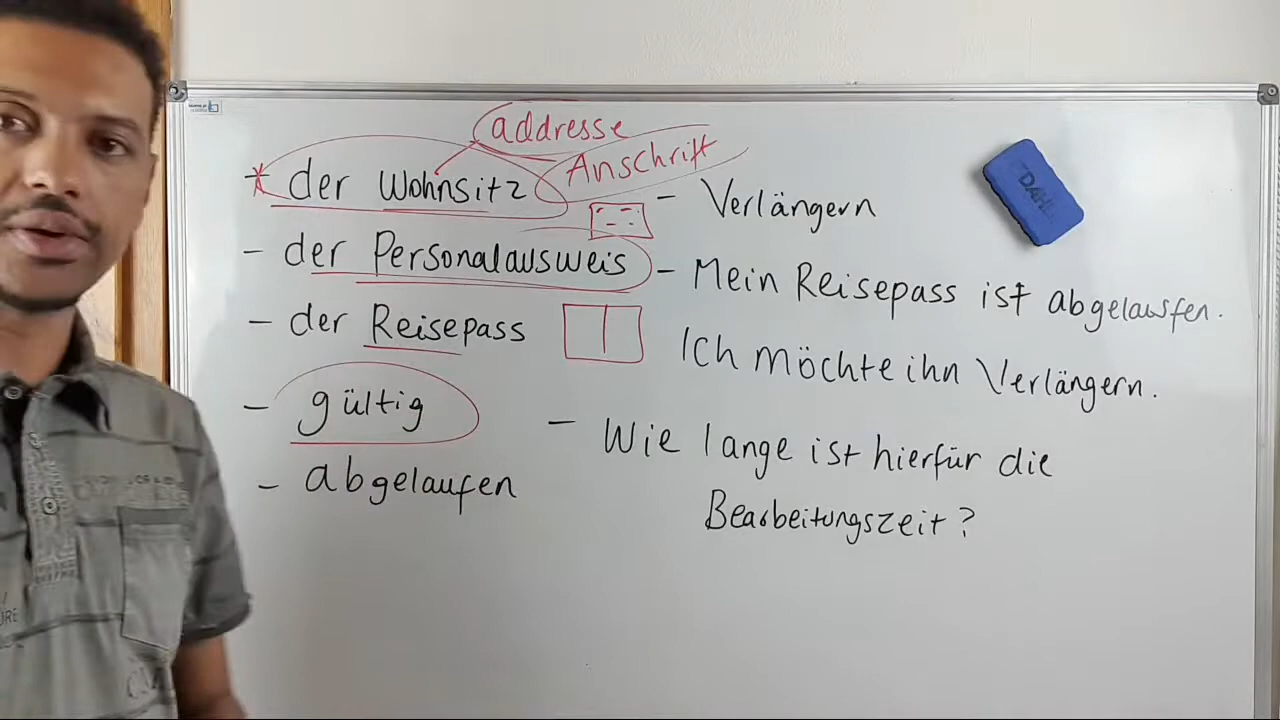 addresse
Anschrift
* der Wohnsitz
- der Personalausweis
- der Reisepass
- gültig
- abgelaufen
- Verlängern
- Mein Reisepass ist abgelaufen.
Ich möchte ihn Verlängern.
- Wie lange ist hierfür die
Bearbeitungszeit?
DAHLE